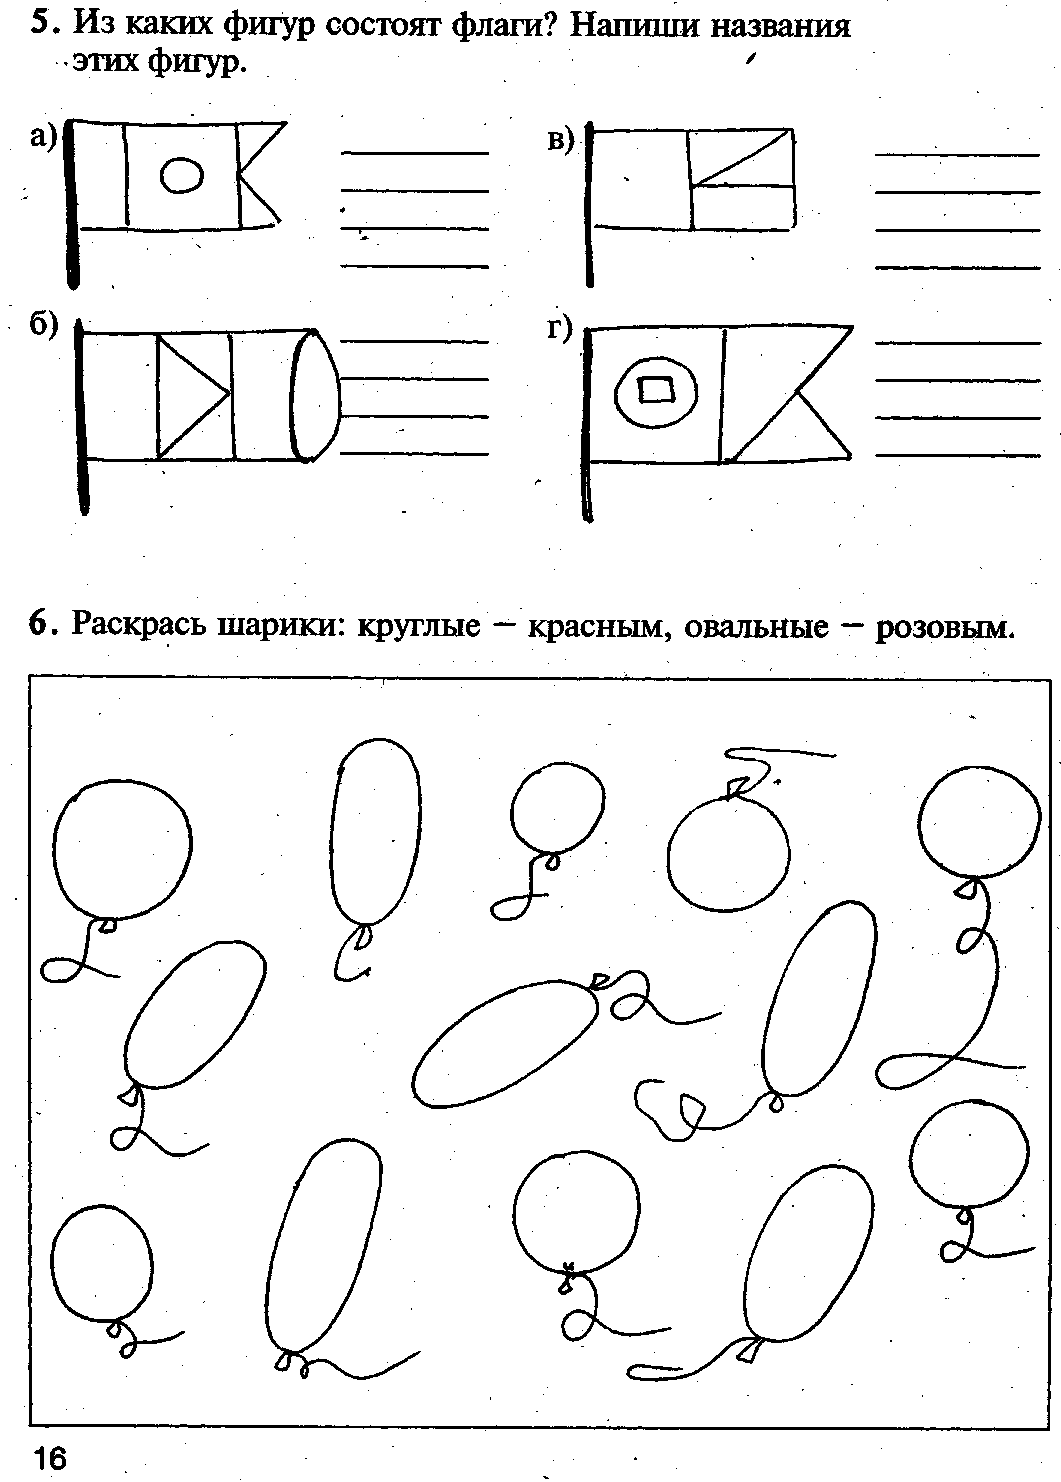 5. Из каких фигур состоят флаги? Напиши названия
этих фигур.
а)
в)
б)
г)
6. Раскрась шарики: круглые – красным, овальные – розовым.
16